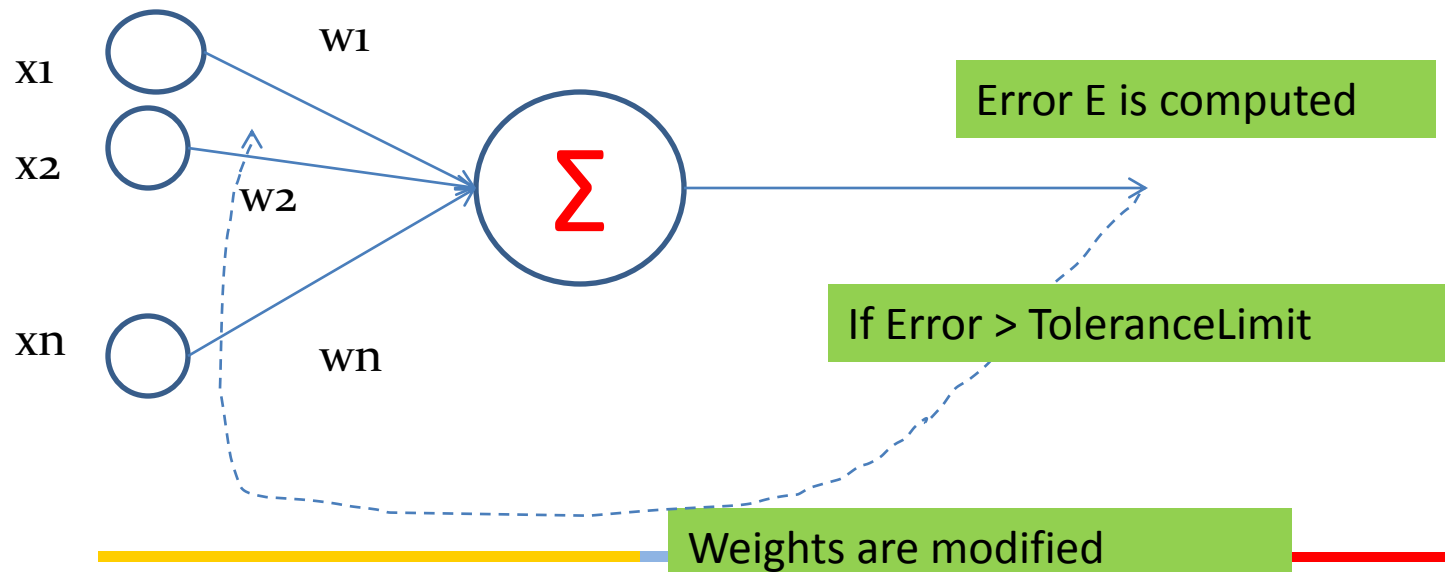 w1
x1
Error E is computed
x2
w2
Σ
If Error > ToleranceLimit
xn
wn
Weights are modified